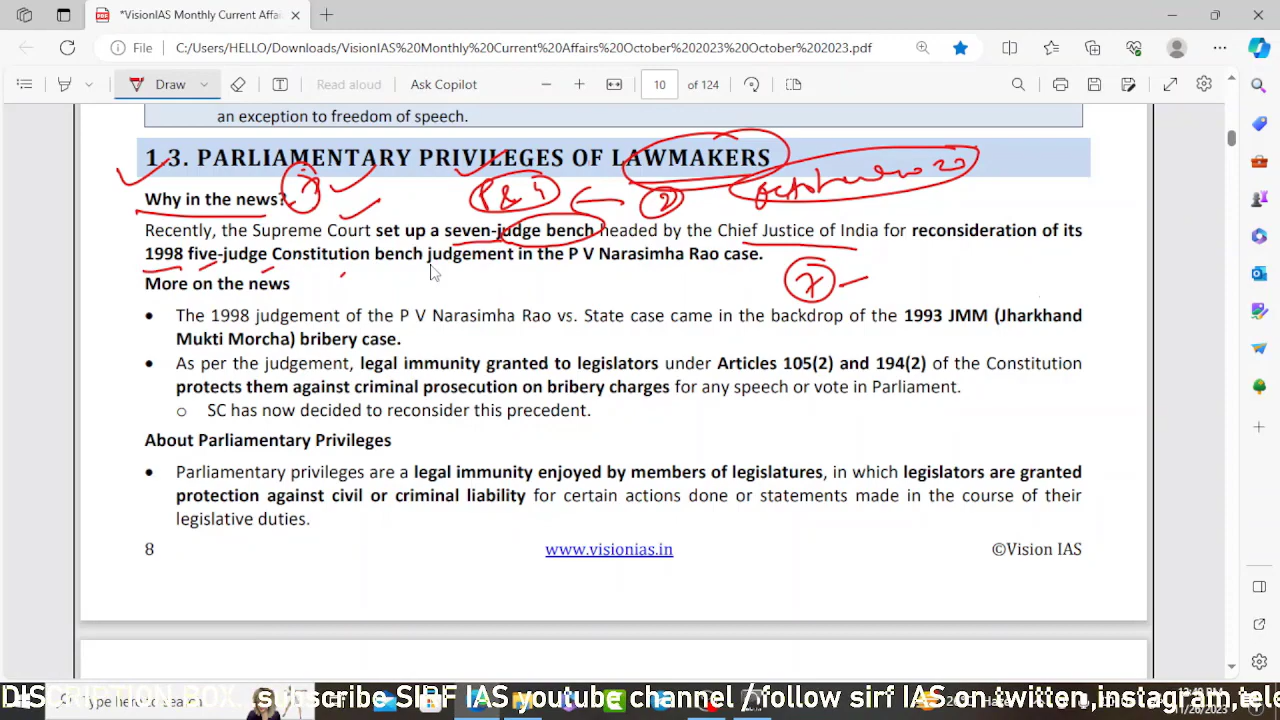 *VisionIAS Monthly Current Affai
File C:/Users/HELLO/Downloads/VisionIAS%20Monthly%20Current%20Affairs%20October%202023%20October%202023.pdf
Draw Read aloud Ask Copilot 10 of 124
an exception to freedom of speech.
1.3. PARLIAMENTARY PRIVILEGES OF LAWMAKERS
Why in the news?
P & I
Recently, the Supreme Court set up a seven-judge bench headed by the Chief Justice of India for reconsideration of its
1998 five-judge Constitution bench judgement in the P V Narasimha Rao case.
7
More on the news
• The 1998 judgement of the P V Narasimha Rao vs. State case came in the backdrop of the 1993 JMM (Jharkhand
Mukti Morcha) bribery case.
• As per the judgement, legal immunity granted to legislators under Articles 105(2) and 194(2) of the Constitution
protects them against criminal prosecution on bribery charges for any speech or vote in Parliament.
o SC has now decided to reconsider this precedent.
About Parliamentary Privileges
• Parliamentary privileges are a legal immunity enjoyed by members of legislatures, in which legislators are granted
protection against civil or criminal liability for certain actions done or statements made in the course of their
legislative duties.
8 www.visionias.in ©Vision IAS
DISCRIPTION BOX. subscribe SIRF IAS youtube channel / follow sirf IAS on twitten instagram tel